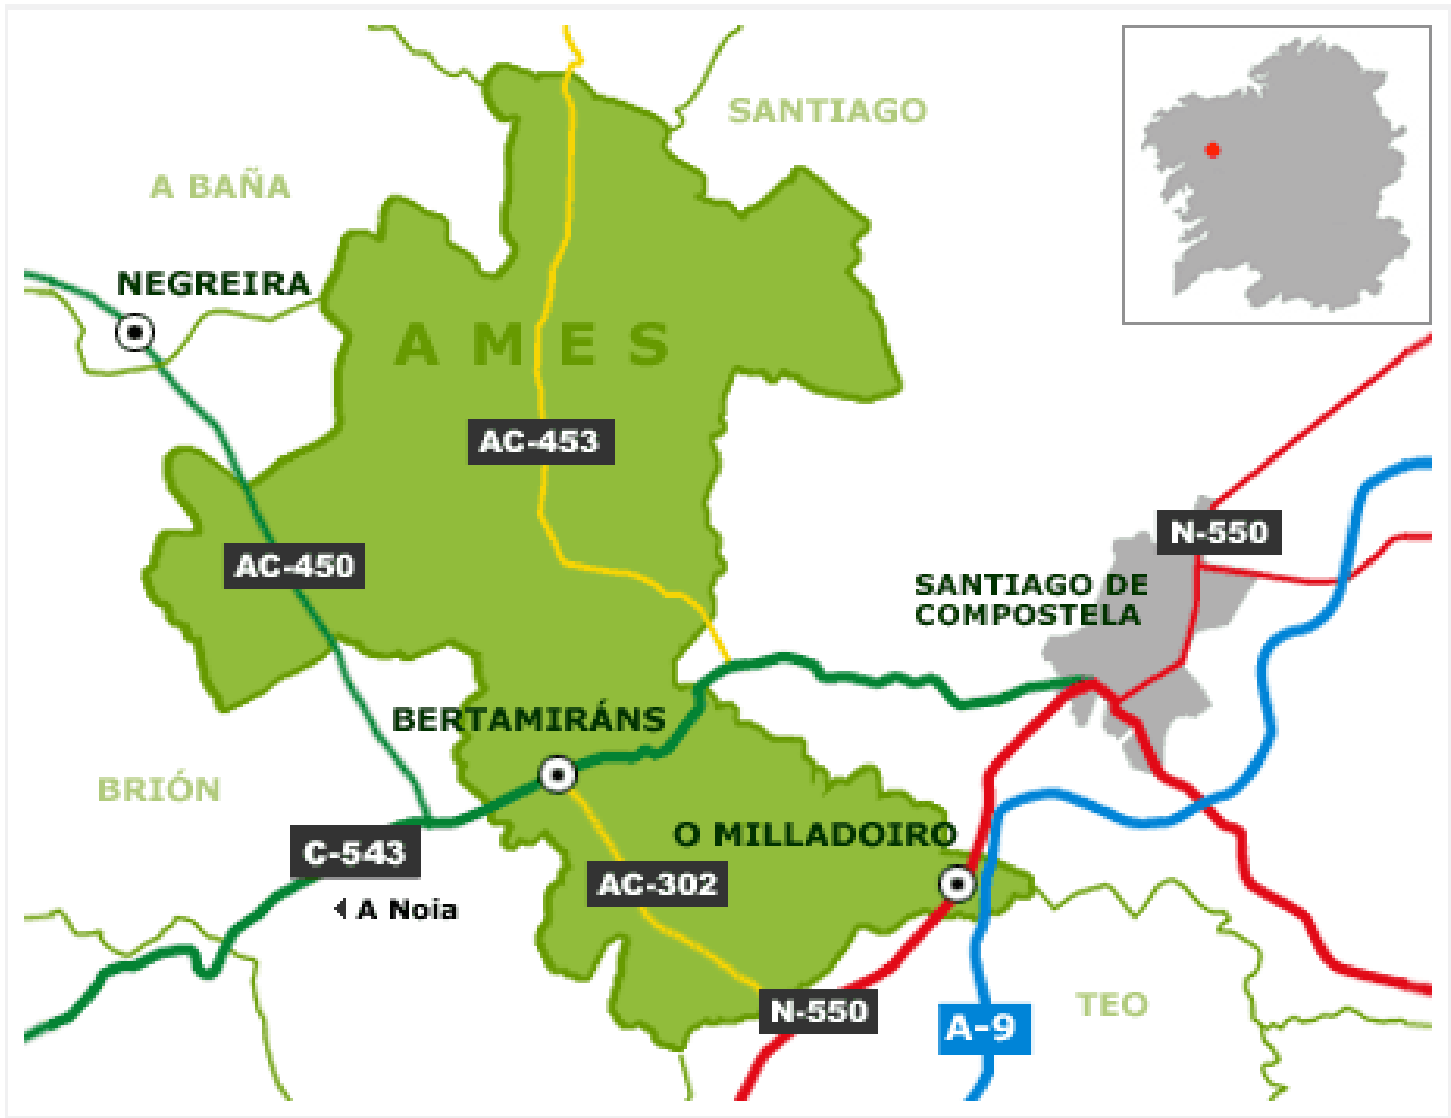 SANTIAGO
A BAÑA
NEGREIRA
AMES
AC-453
N-550
AC-450
SANTIAGO DE
COMPOSTELA
BERTAMIRÁNS
BRIÓN
O MILLADOIRO
C-543
AC-302
A Noia
N-550
A-9
TEO